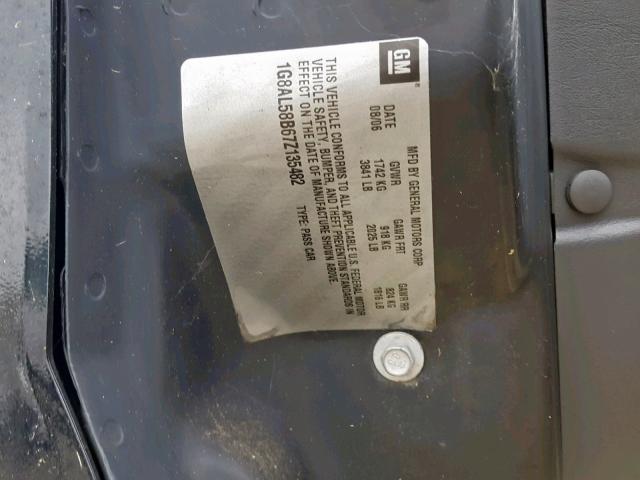 GM
MFD BY GENERAL MOTORS CORP
DATE GVWR GAWR FRT GAWR RR
08/06 1742 KG 918 KG 824 KG
3841 LB 2025 LB 1816 LB
THIS VEHICLE CONFORMS TO ALL APPLICABLE U.S. FEDERAL MOTOR
VEHICLE SAFETY, BUMPER, AND THEFT PREVENTION STANDARDS IN
EFFECT ON THE DATE OF MANUFACTURE SHOWN ABOVE.
1G8AL58B67Z135482 TYPE: PASS CAR